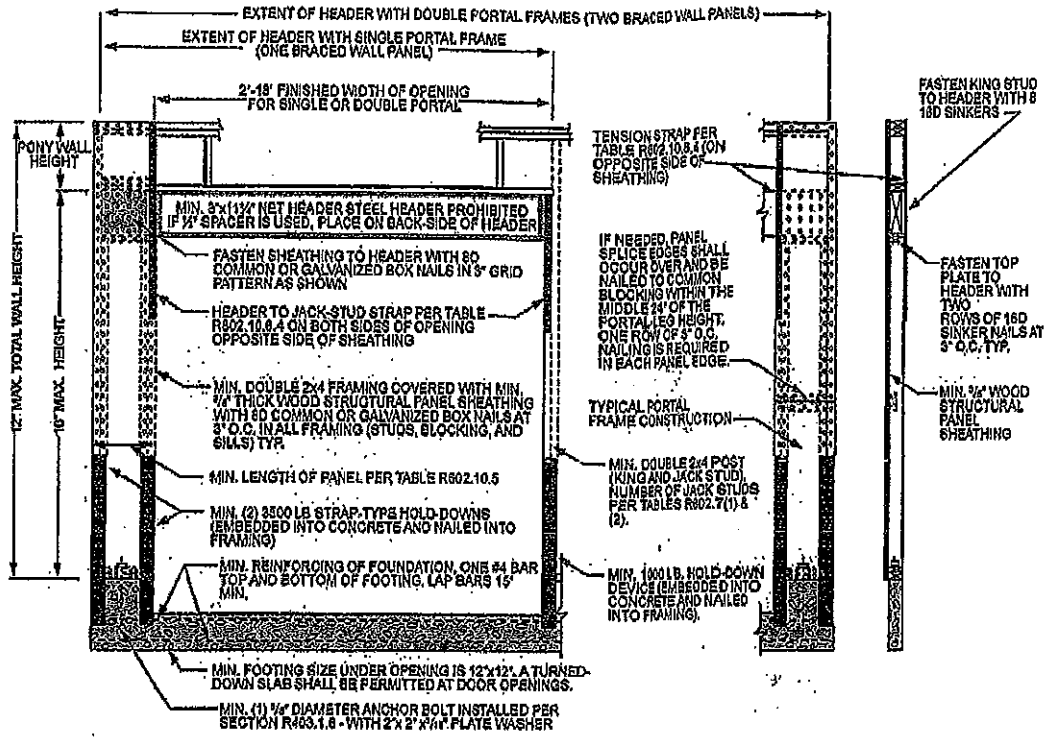 EXTENT OF HEADER WITH DOUBLE PORTAL FRAMES (TWO BRACED WALL PANELS)
EXTENT OF HEADER WITH SINGLE PORTAL FRAME
(ONE BRACED WALL PANEL)
2'-18' FINISHED WIDTH OF OPENING
FOR SINGLE OR DOUBLE PORTAL
FASTEN KING STUD
TO HEADER WITH 6
16D SINKERS
PONY WALL
HEIGHT
12' MAX. TOTAL WALL HEIGHT
10' MAX. HEIGHT
TENSION STRAP PER
TABLE R602.10.6.4 (ON
OPPOSITE SIDE OF
SHEATHING)
MIN. 3"x11¼" NET HEADER STEEL HEADER PROHIBITED
IF ½" SPACER IS USED, PLACE ON BACK-SIDE OF HEADER
FASTEN SHEATHING TO HEADER WITH 8D
COMMON OR GALVANIZED BOX NAILS IN 3" GRID
PATTERN AS SHOWN
HEADER TO JACK-STUD STRAP PER TABLE
R602.10.6.4 ON BOTH SIDES OF OPENING
OPPOSITE SIDE OF SHEATHING
IF NEEDED, PANEL
SPLICE EDGES SHALL
OCCUR OVER AND BE
NAILED TO COMMON
BLOCKING WITHIN THE
MIDDLE 24" OF THE
PORTAL LEG HEIGHT.
ONE ROW OF 3" O.C.
NAILING IS REQUIRED
IN EACH PANEL EDGE.
FASTEN TOP
PLATE TO
HEADER WITH
TWO
ROWS OF 16D
SINKER NAILS AT
3" O.C. TYP.
MIN. DOUBLE 2x4 FRAMING COVERED WITH MIN.
⅜" THICK WOOD STRUCTURAL PANEL SHEATHING
WITH 8D COMMON OR GALVANIZED BOX NAILS AT
3" O.C. IN ALL FRAMING (STUDS, BLOCKING, AND
SILLS) TYP.
TYPICAL PORTAL
FRAME CONSTRUCTION
MIN. ⅜" WOOD
STRUCTURAL
PANEL
SHEATHING
MIN. LENGTH OF PANEL PER TABLE R602.10.5
MIN. DOUBLE 2x4 POST
(KING AND JACK STUD).
NUMBER OF JACK STUDS
PER TABLES R602.7(1) &
(2).
MIN. (2) 3500 LB STRAP-TYPE HOLD-DOWNS
(EMBEDDED INTO CONCRETE AND NAILED INTO
FRAMING)
MIN. REINFORCING OF FOUNDATION, ONE #4 BAR
TOP AND BOTTOM OF FOOTING. LAP BARS 15"
MIN.
MIN. 1000 LB. HOLD-DOWN
DEVICE (EMBEDDED INTO
CONCRETE AND NAILED
INTO FRAMING).
MIN. FOOTING SIZE UNDER OPENING IS 12"x12". A TURNED-
DOWN SLAB SHALL BE PERMITTED AT DOOR OPENINGS.
MIN. (1) ⅝" DIAMETER ANCHOR BOLT INSTALLED PER
SECTION R403.1.6 - WITH 2"x 2"x 3/16" PLATE WASHER